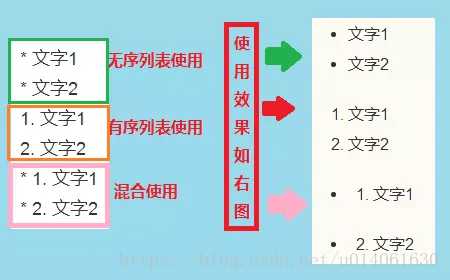 * 文字1
* 文字2
无序列表使用
1. 文字1
2. 文字2
有序列表使用
* 1. 文字1
* 2. 文字2
混合使用
使
用
效
果
如
右
图
• 文字1
• 文字2
1. 文字1
2. 文字2
• 1. 文字1
• 2. 文字2
https://blog.csdn.net/u014061630